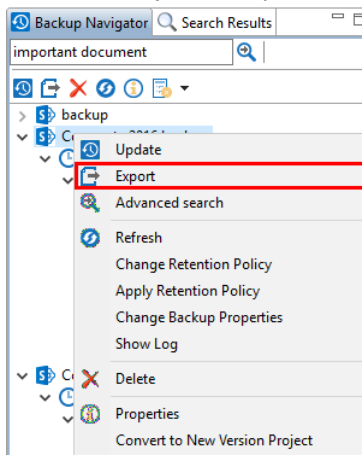 Backup Navigator Search Results
important document
backup
Update
Export
Advanced search
Refresh
Change Retention Policy
Apply Retention Policy
Change Backup Properties
Show Log
Delete
Properties
Convert to New Version Project